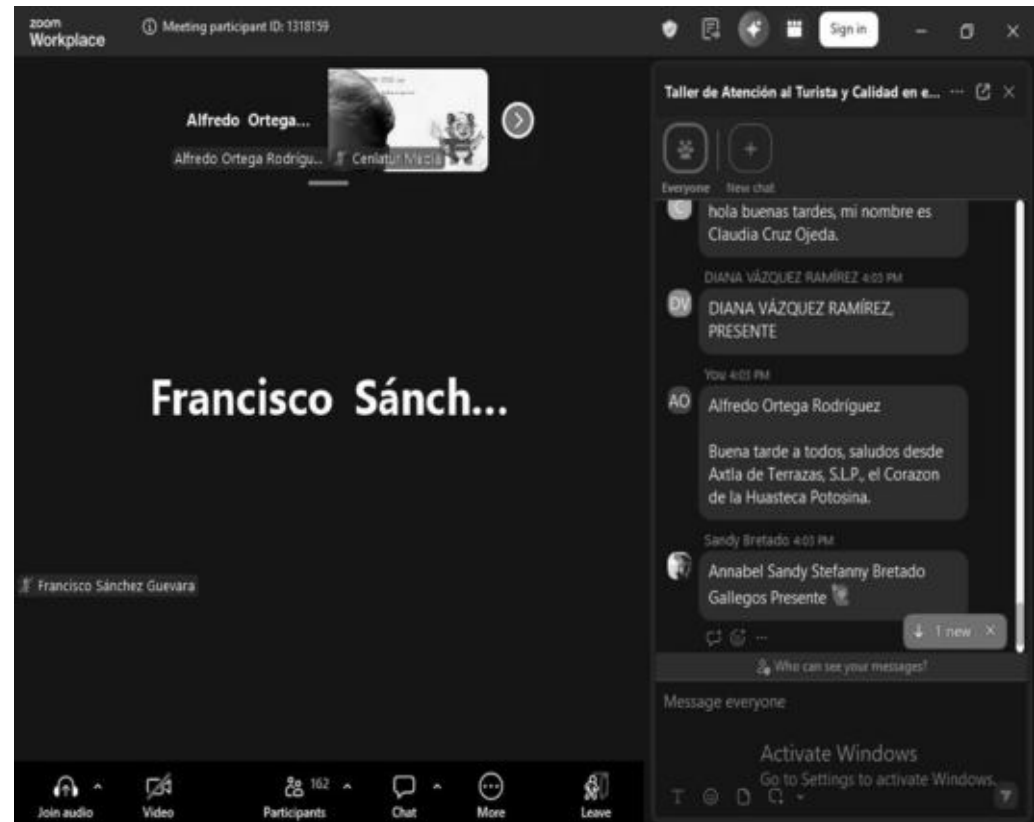 zoom
Workplace
Meeting participant ID: 1318159
Sign in
Alfredo Ortega...
Alfredo Ortega Rodrigu...
Cenlatur Media
Francisco Sánch...
Francisco Sánchez Guevara
Join audio
Video
162
Participants
Chat
More
Leave
Taller de Atención al Turista y Calidad en e...
Everyone
New chat
C
hola buenas tardes, mi nombre es
Claudia Cruz Ojeda.
DIANA VÁZQUEZ RAMÍREZ 4:03 PM
DV
DIANA VÁZQUEZ RAMÍREZ,
PRESENTE
You 4:03 PM
AO
Alfredo Ortega Rodríguez
Buena tarde a todos, saludos desde
Axtla de Terrazas, S.L.P., el Corazon
de la Huasteca Potosina.
Sandy Bretado 4:03 PM
Annabel Sandy Stefanny Bretado
Gallegos Presente
1 new
Who can see your messages?
Message everyone
Activate Windows
Go to Settings to activate Windows.